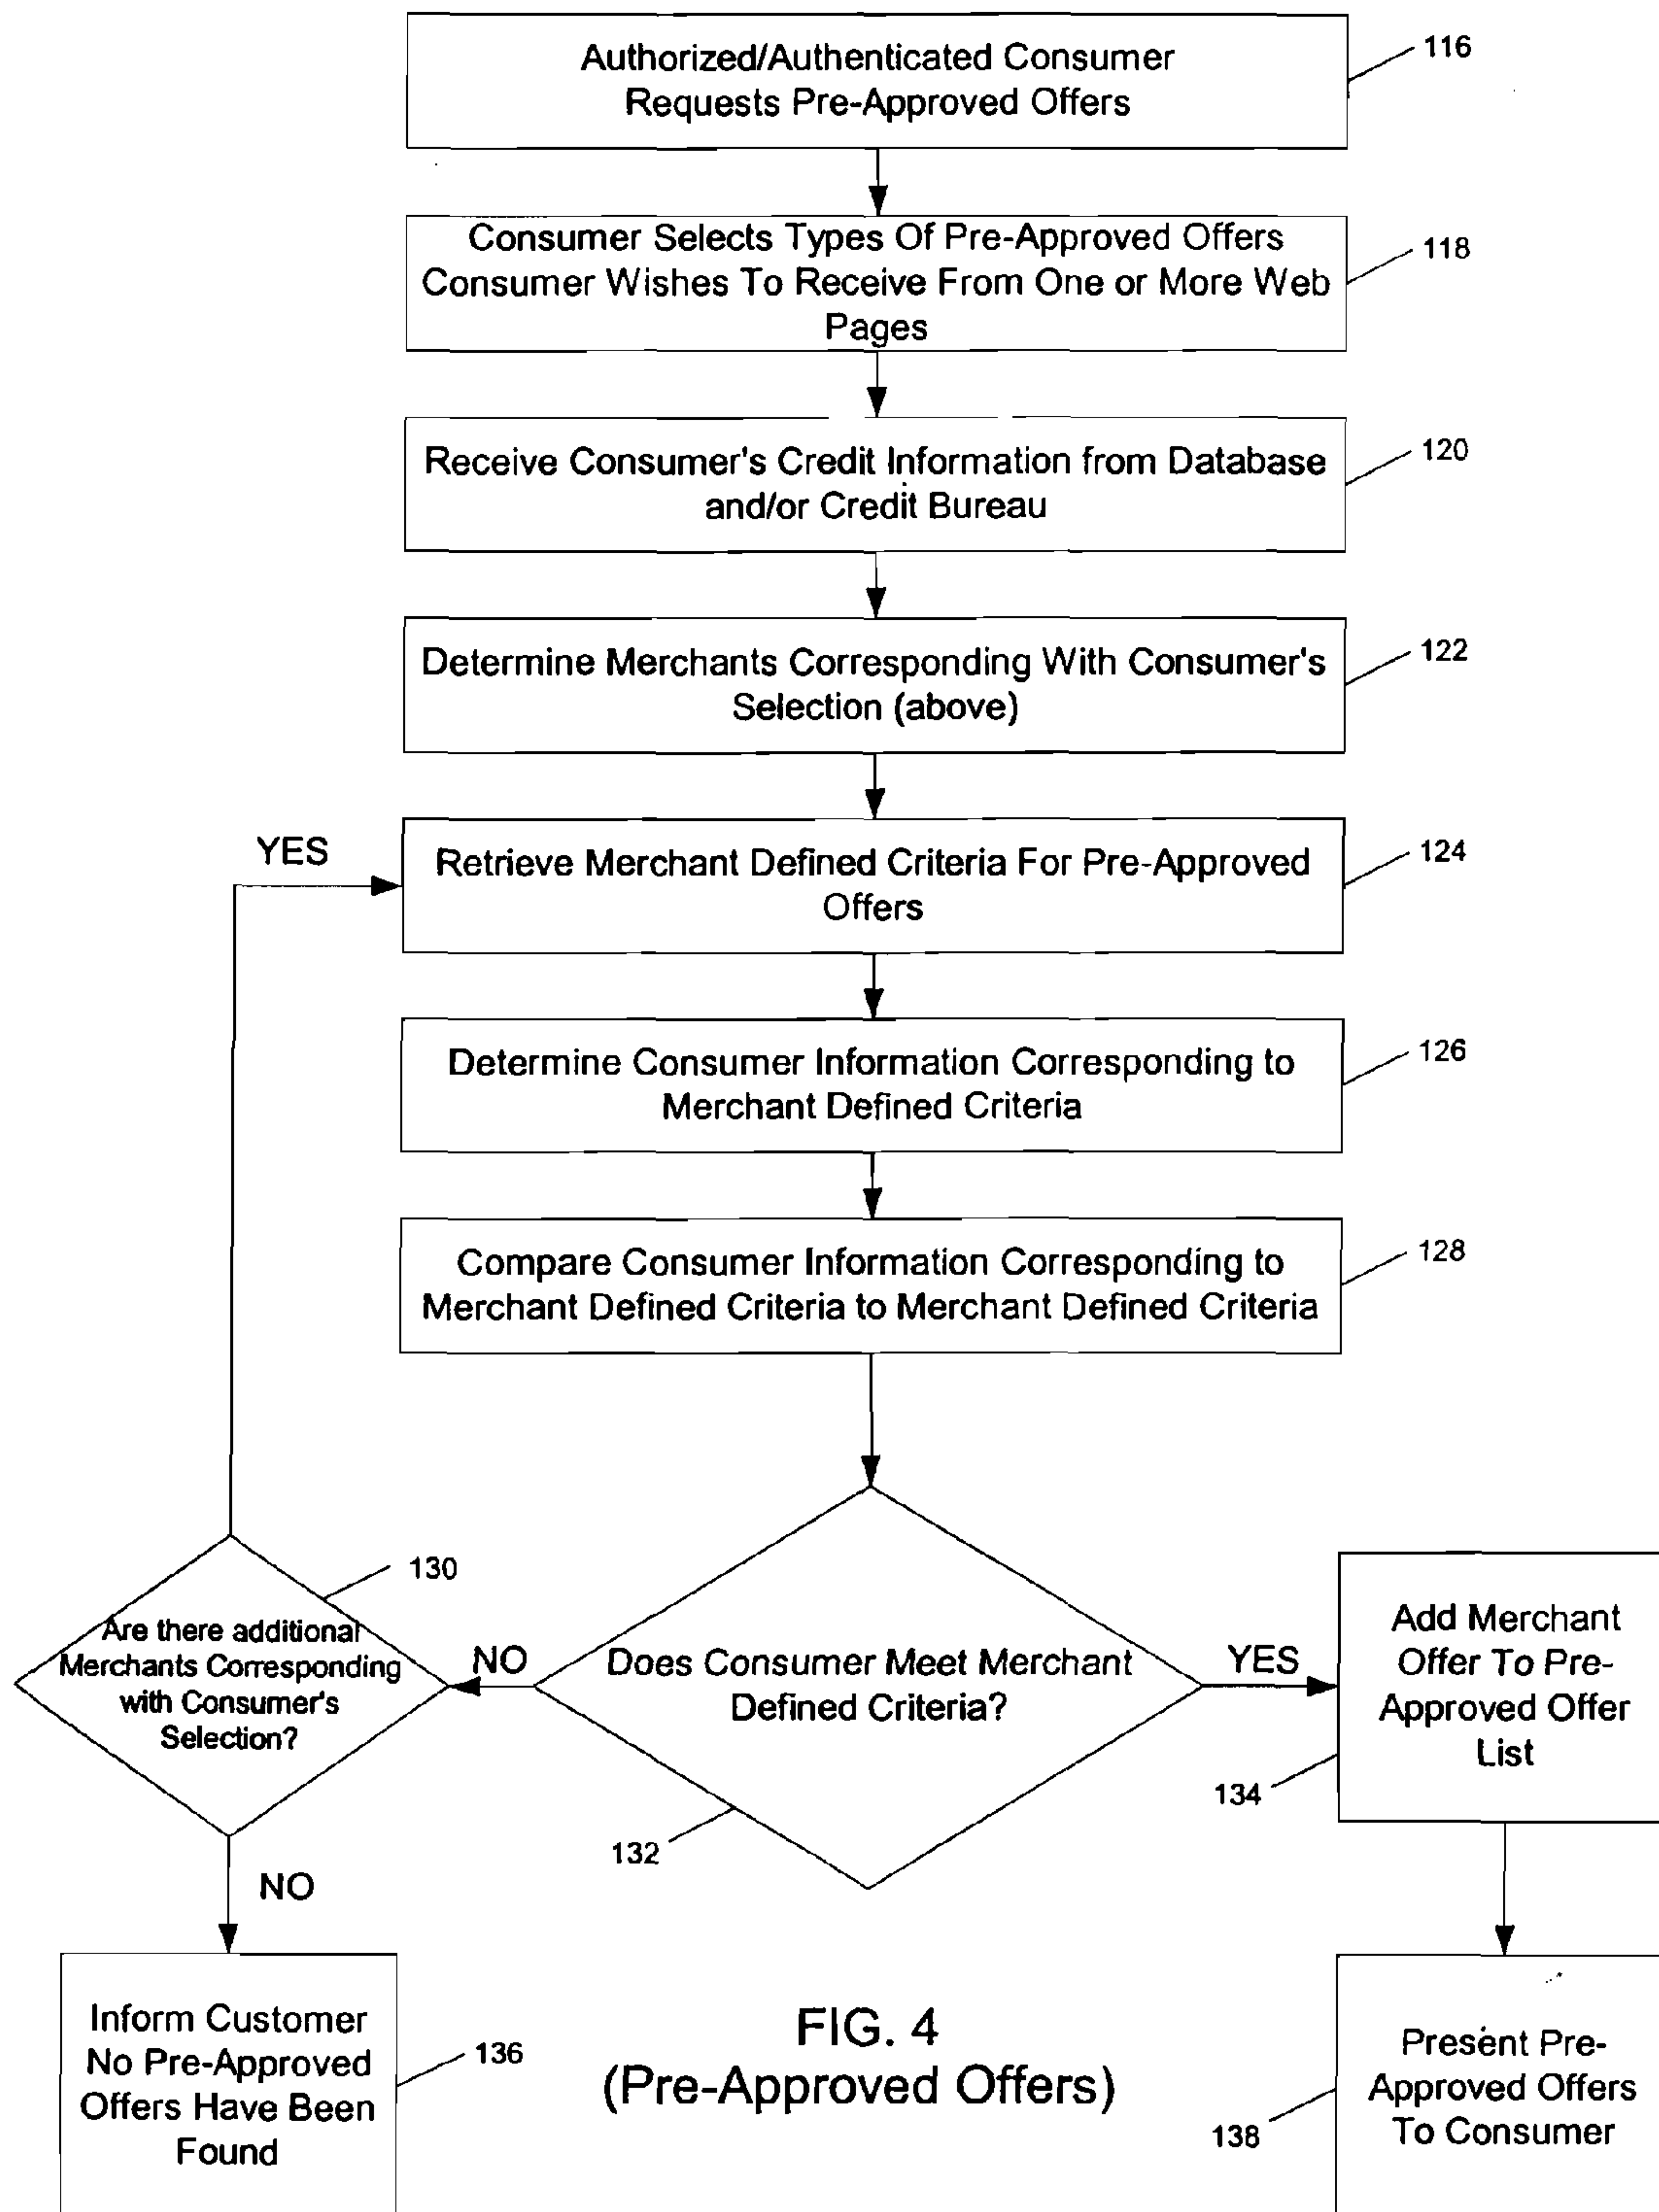 Authorized/Authenticated Consumer
Requests Pre-Approved Offers
116
Consumer Selects Types Of Pre-Approved Offers
Consumer Wishes To Receive From One or More Web
Pages
118
Receive Consumer's Credit Information from Database
and/or Credit Bureau
120
Determine Merchants Corresponding With Consumer's
Selection (above)
122
YES
Retrieve Merchant Defined Criteria For Pre-Approved
Offers
124
Determine Consumer Information Corresponding to
Merchant Defined Criteria
126
Compare Consumer Information Corresponding to
Merchant Defined Criteria to Merchant Defined Criteria
128
130
Are there additional
Merchants Corresponding
with Consumer's
Selection?
NO
Does Consumer Meet Merchant
Defined Criteria?
132
YES
Add Merchant
Offer To Pre-
Approved Offer
List
134
NO
Inform Customer
No Pre-Approved
Offers Have Been
Found
136
FIG. 4
(Pre-Approved Offers)
Present Pre-
Approved Offers
To Consumer
138